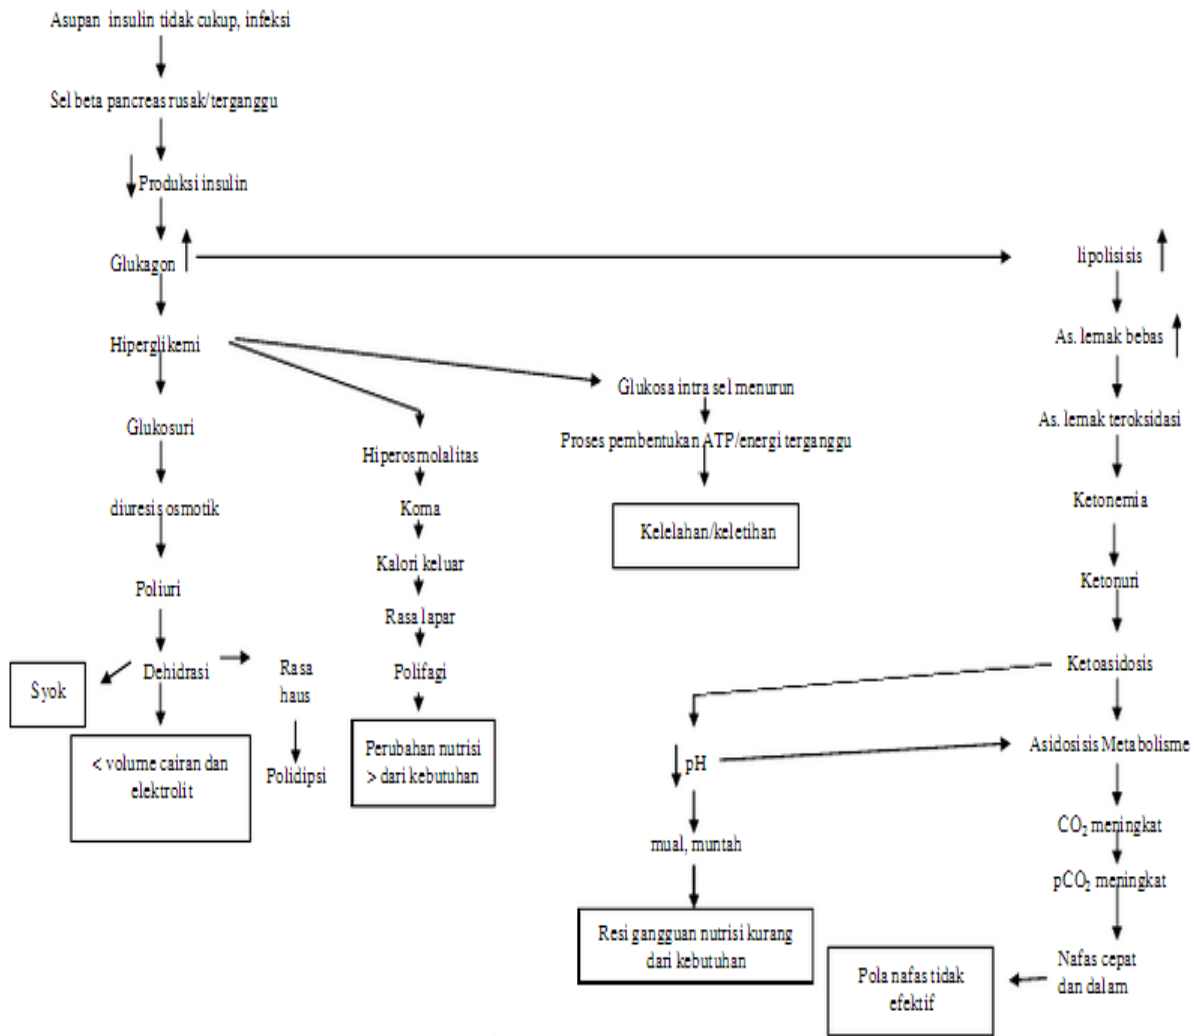 Asupan insulin tidak cukup, infeksi
Sel beta pancreas rusak/terganggu
Produksi insulin
Glukagon
lipolisisis
Hiperglikemi
As. lemak bebas
Glukosa intra sel menurun
Glukosuri
As. lemak teroksidasi
Proses pembentukan ATP/energi terganggu
Hiperosmolalitas
diuresis osmotik
Koma
Ketonemia
Kelelahan/keletihan
Kalori keluar
Poliuri
Ketonuri
Rasa lapar
Syok
Dehidrasi
Rasa
haus
Polifagi
Ketoasidosis
< volume cairan dan
elektrolit
Polidipsi
Perubahan nutrisi
> dari kebutuhan
pH
Asidosisis Metabolisme
mual, muntah
CO₂ meningkat
pCO₂ meningkat
Resi gangguan nutrisi kurang
dari kebutuhan
Nafas cepat
dan dalam
Pola nafas tidak
efektif